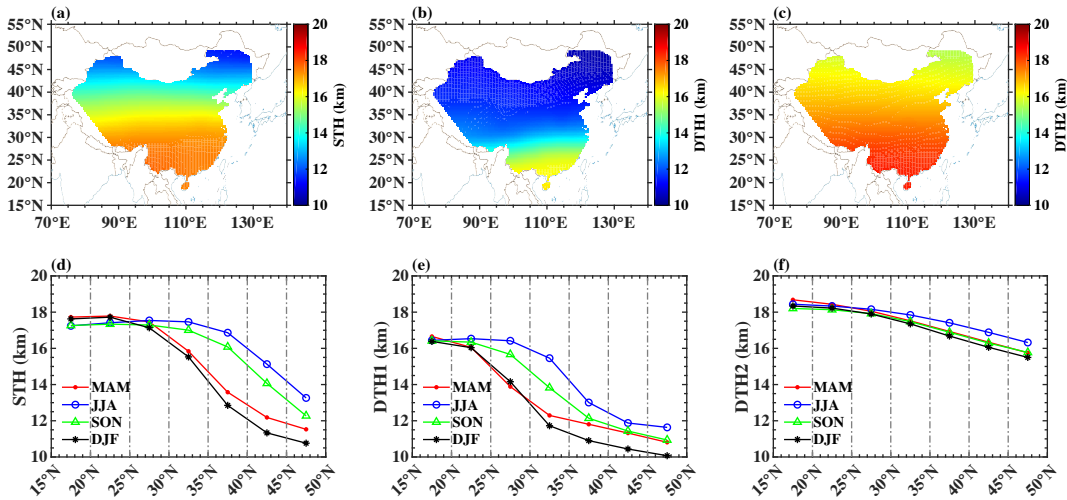 (a)
55°N
50°N
45°N
40°N
35°N
30°N
25°N
20°N
15°N
70°E
90°E
110°E
130°E
20
18
16
14
12
10
STH (km)
(b)
55°N
50°N
45°N
40°N
35°N
30°N
25°N
20°N
15°N
70°E
90°E
110°E
130°E
20
18
16
14
12
10
DTH1 (km)
(c)
55°N
50°N
45°N
40°N
35°N
30°N
25°N
20°N
15°N
70°E
90°E
110°E
130°E
20
18
16
14
12
10
DTH2 (km)
(d)
20
18
16
14
12
10
STH (km)
MAM
JJA
SON
DJF
15°N
20°N
25°N
30°N
35°N
40°N
45°N
50°N
(e)
20
18
16
14
12
10
DTH1 (km)
MAM
JJA
SON
DJF
15°N
20°N
25°N
30°N
35°N
40°N
45°N
50°N
(f)
20
18
16
14
12
10
DTH2 (km)
MAM
JJA
SON
DJF
15°N
20°N
25°N
30°N
35°N
40°N
45°N
50°N